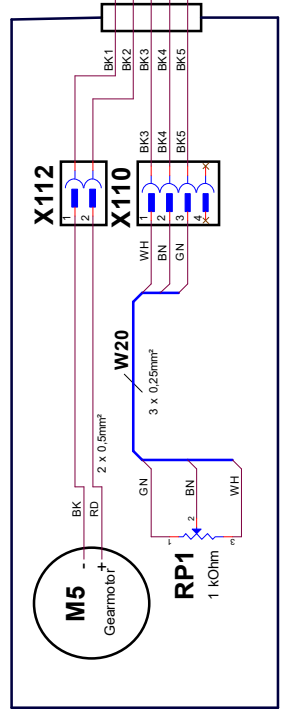 BK1
BK2
BK3
BK4
BK5
BK3
BK4
BK5
X112
1
2
X110
1
2
3
4
WH
BN
GN
W20
3 x 0,25mm²
2 x 0,5mm²
BK
RD
-
+
M5
Gearmotor
GN
BN
WH
1
2
3
RP1
1 kOhm